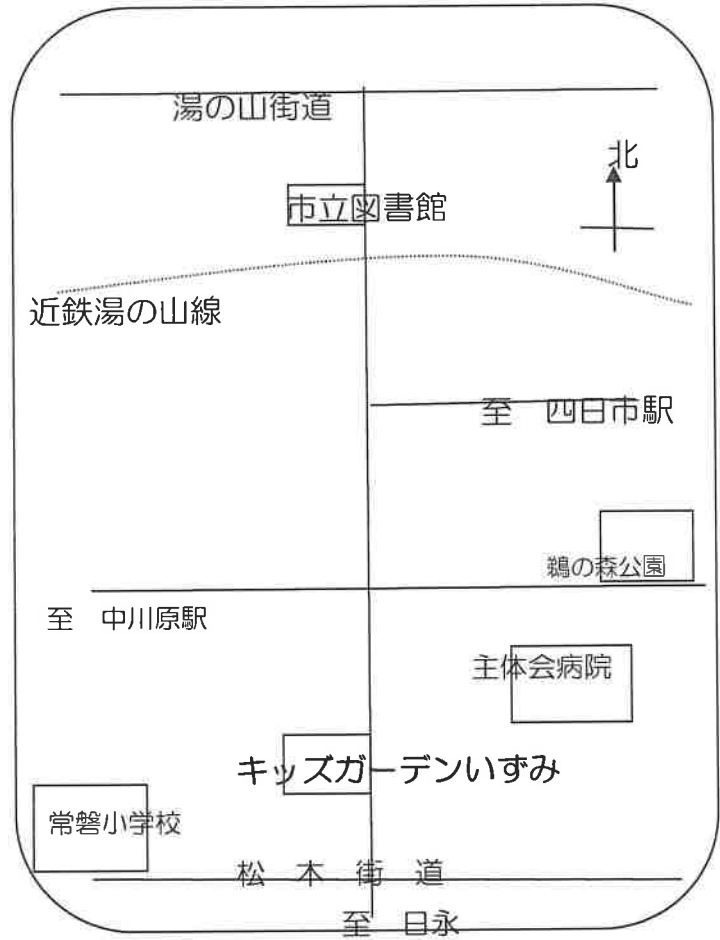 湯の山街道
北
市立図書館
近鉄湯の山線
至 四日市駅
鵜の森公園
至 中川原駅
主体会病院
キッズガーデンいずみ
常磐小学校
松本街道
至 日永